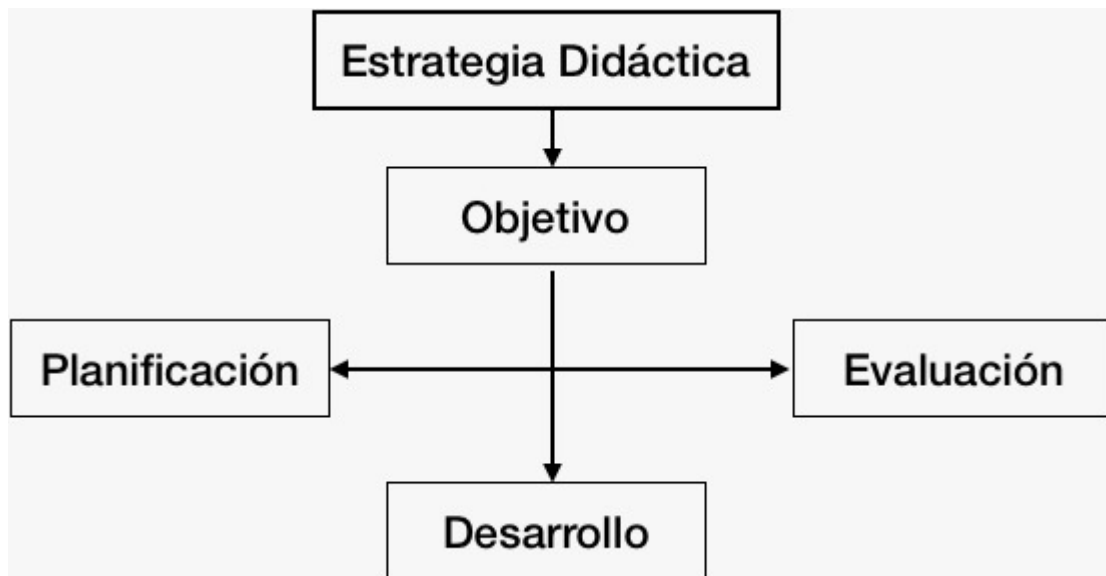 Estrategia Didáctica
Objetivo
Planificación
Evaluación
Desarrollo